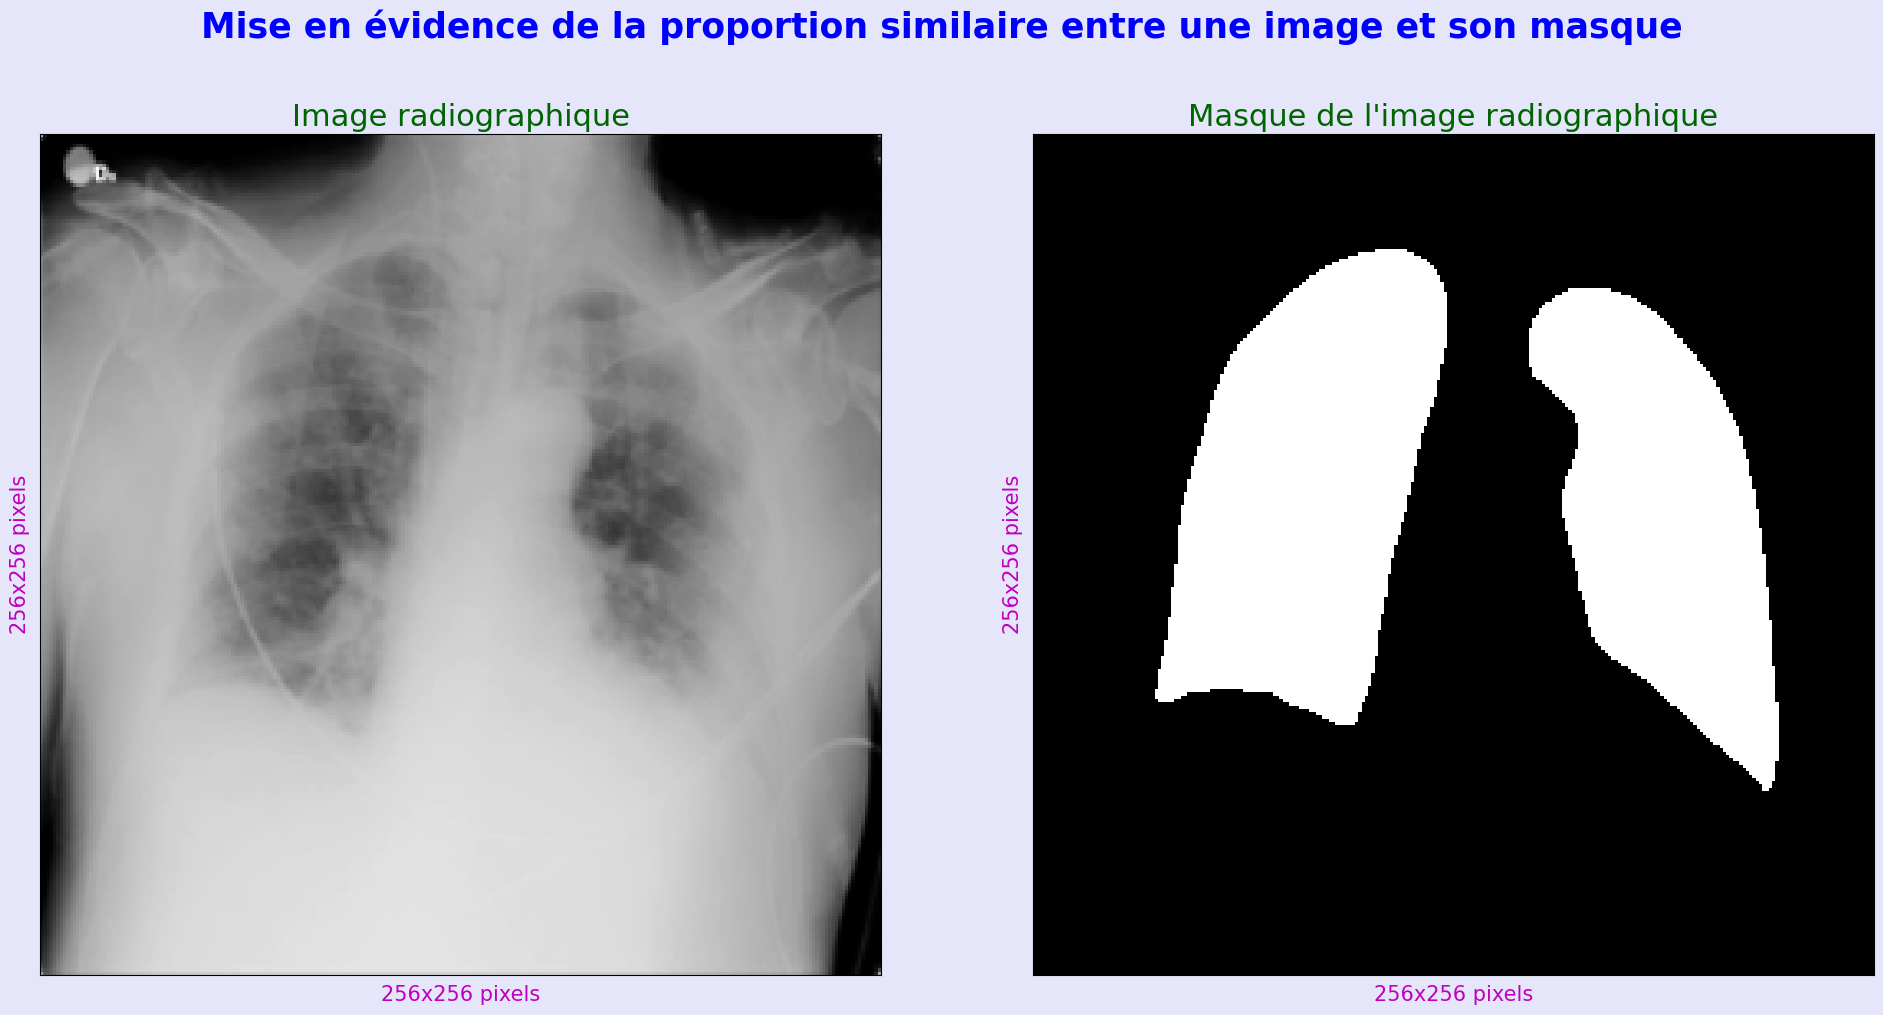 Mise en évidence de la proportion similaire entre une image et son masque
Image radiographique
Masque de l'image radiographique
D.
256x256 pixels
256x256 pixels
256x256 pixels
256x256 pixels